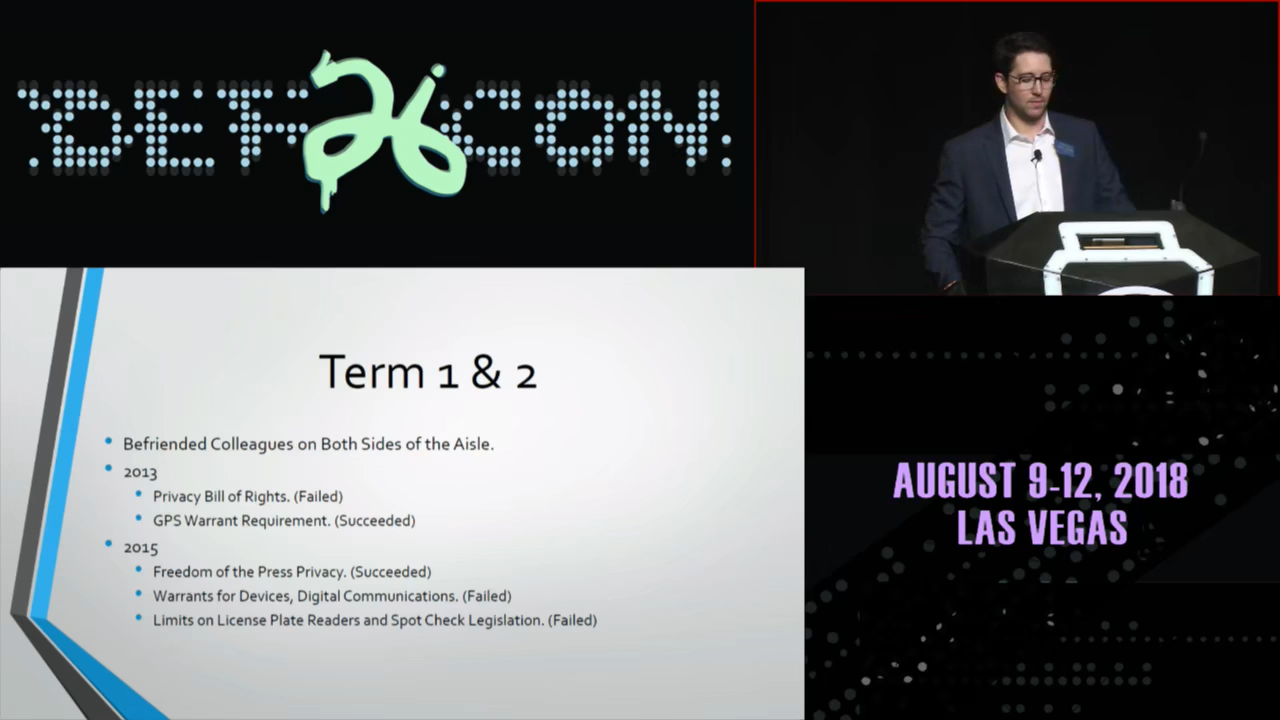 DEF 26 CON
Term 1 & 2
• Befriended Colleagues on Both Sides of the Aisle.
• 2013
• Privacy Bill of Rights. (Failed)
• GPS Warrant Requirement. (Succeeded)
• 2015
• Freedom of the Press Privacy. (Succeeded)
• Warrants for Devices, Digital Communications. (Failed)
• Limits on License Plate Readers and Spot Check Legislation. (Failed)
AUGUST 9-12, 2018
LAS VEGAS